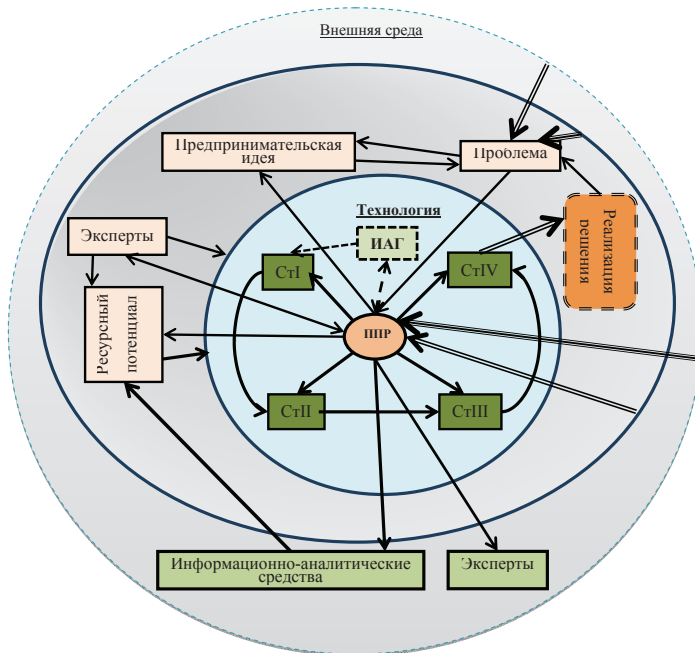 Внешняя среда
Предпринимательская
идея
Проблема
Технология
ИАГ
Эксперты
СтI
СтIV
Реализация
решения
Ресурсный
потенциал
ППР
СтII
СтIII
Информационно-аналитические
средства
Эксперты